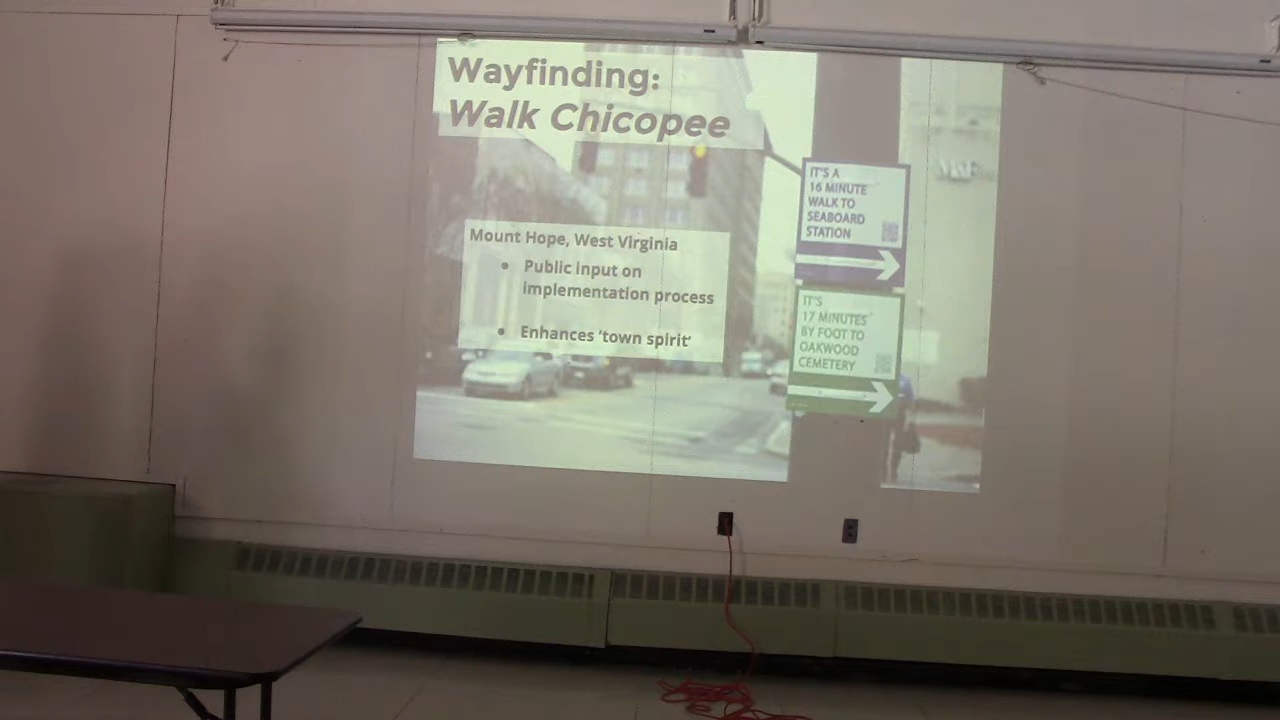 Wayfinding:
Walk Chicopee
Mount Hope, West Virginia
• Public input on
implementation process
• Enhances ‘town spirit’
IT'S A
16 MINUTE
WALK TO
SEABOARD
STATION
IT'S
17 MINUTES
BY FOOT TO
OAKWOOD
CEMETERY